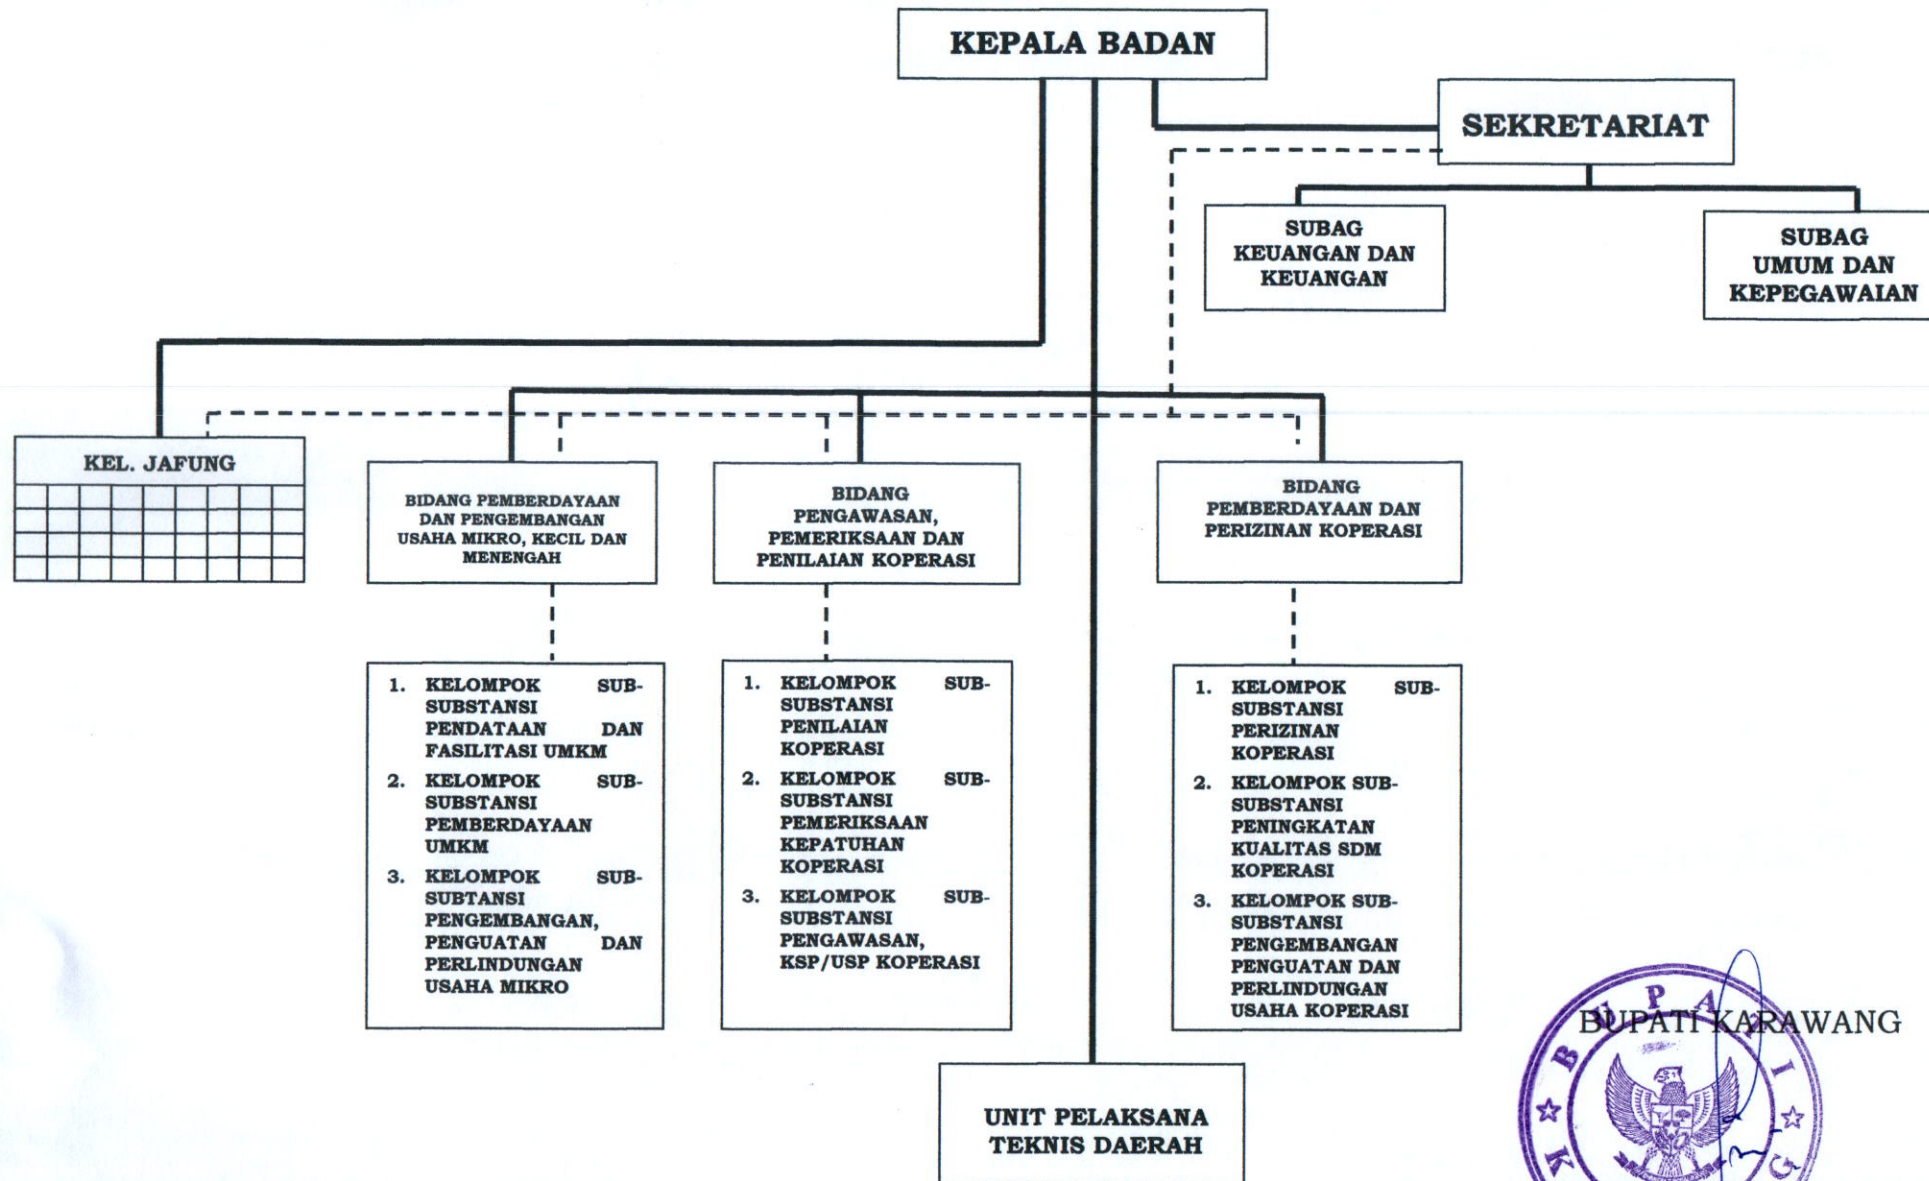 KEPALA BADAN
SEKRETARIAT
SUBAG
KEUANGAN DAN
KEUANGAN
SUBAG
UMUM DAN
KEPEGAWAIAN
KEL. JAFUNG
BIDANG PEMBERDAYAAN
DAN PENGEMBANGAN
USAHA MIKRO, KECIL DAN
MENENGAH
BIDANG
PENGAWASAN,
PEMERIKSAAN DAN
PENILAIAN KOPERASI
BIDANG
PEMBERDAYAAN DAN
PERIZINAN KOPERASI
1. KELOMPOK SUB-
SUBSTANSI
PENDATAAN DAN
FASILITASI UMKM
2. KELOMPOK SUB-
SUBSTANSI
PEMBERDAYAAN
UMKM
3. KELOMPOK SUB-
SUBTANSI
PENGEMBANGAN,
PENGUATAN DAN
PERLINDUNGAN
USAHA MIKRO
1. KELOMPOK SUB-
SUBSTANSI
PENILAIAN
KOPERASI
2. KELOMPOK SUB-
SUBSTANSI
PEMERIKSAAN
KEPATUHAN
KOPERASI
3. KELOMPOK SUB-
SUBSTANSI
PENGAWASAN,
KSP/USP KOPERASI
1. KELOMPOK SUB-
SUBSTANSI
PERIZINAN
KOPERASI
2. KELOMPOK SUB-
SUBSTANSI
PENINGKATAN
KUALITAS SDM
KOPERASI
3. KELOMPOK SUB-
SUBSTANSI
PENGEMBANGAN
PENGUATAN DAN
PERLINDUNGAN
USAHA KOPERASI
UNIT PELAKSANA
TEKNIS DAERAH
BUPATI KARAWANG
BUPATI